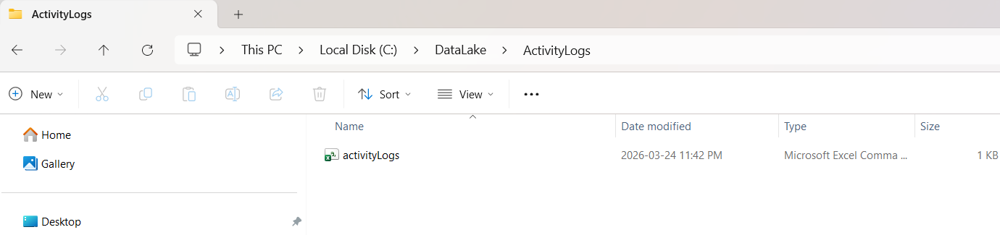 ActivityLogs
This PC > Local Disk (C:) > DataLake > ActivityLogs
New Sort View
Name Date modified Type Size
Home
activityLogs 2026-03-24 11:42 PM Microsoft Excel Comma ... 1 KB
Gallery
Desktop